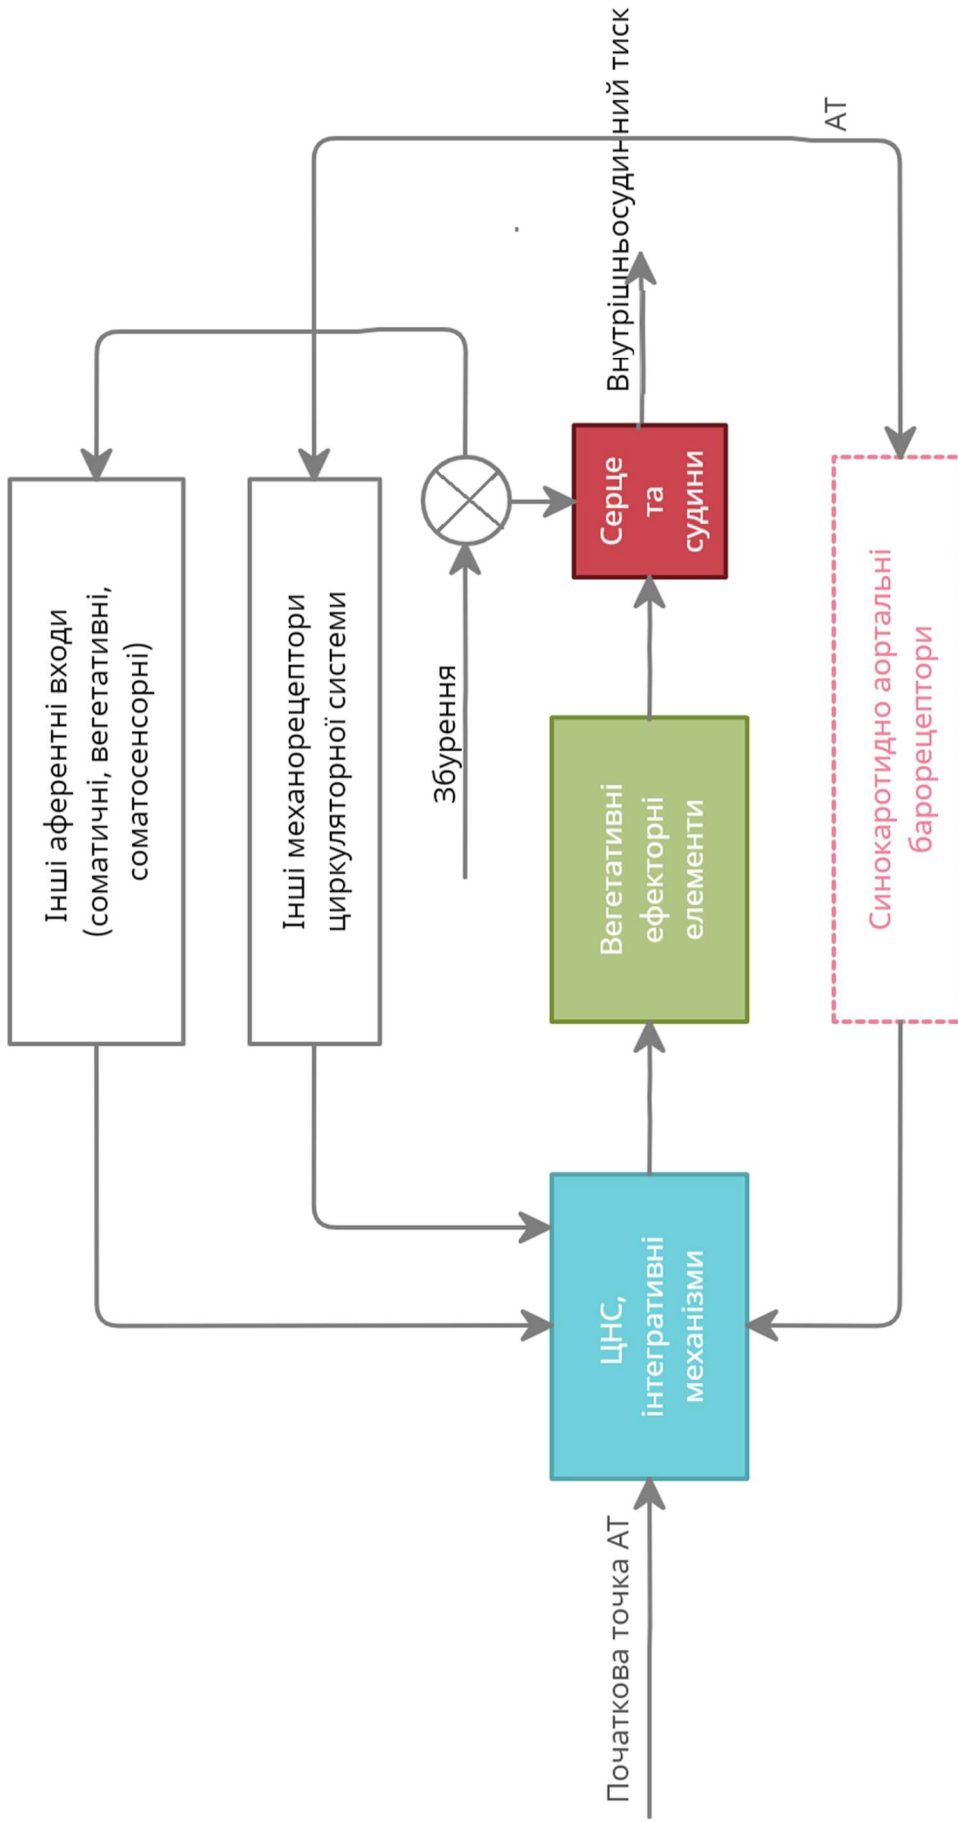 Інші аферентні входи
(соматичні, вегетативні,
соматосенсорні)
Інші механорецептори
циркуляторної системи
Збурення
Початкова точка АТ
ЦНС,
інтегративні
механізми
Вегетативні
ефекторні
елементи
Серце
та
судини
Внутрішньосудинний тиск
АТ
Синокаротидно аортальні
барорецептори